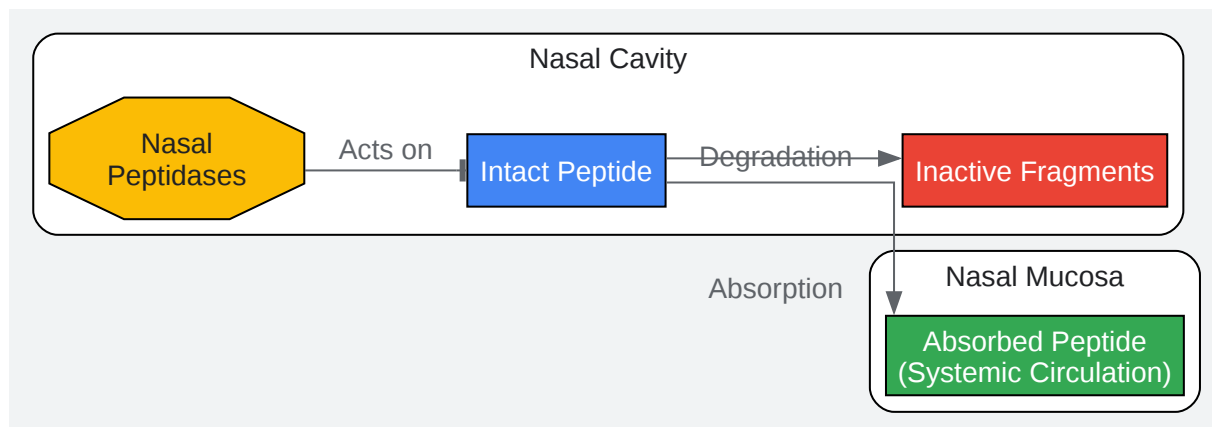 Nasal Cavity
Nasal
Peptidases
Acts on
Intact Peptide
Degradation
Inactive Fragments
Absorption
Nasal Mucosa
Absorbed Peptide
(Systemic Circulation)